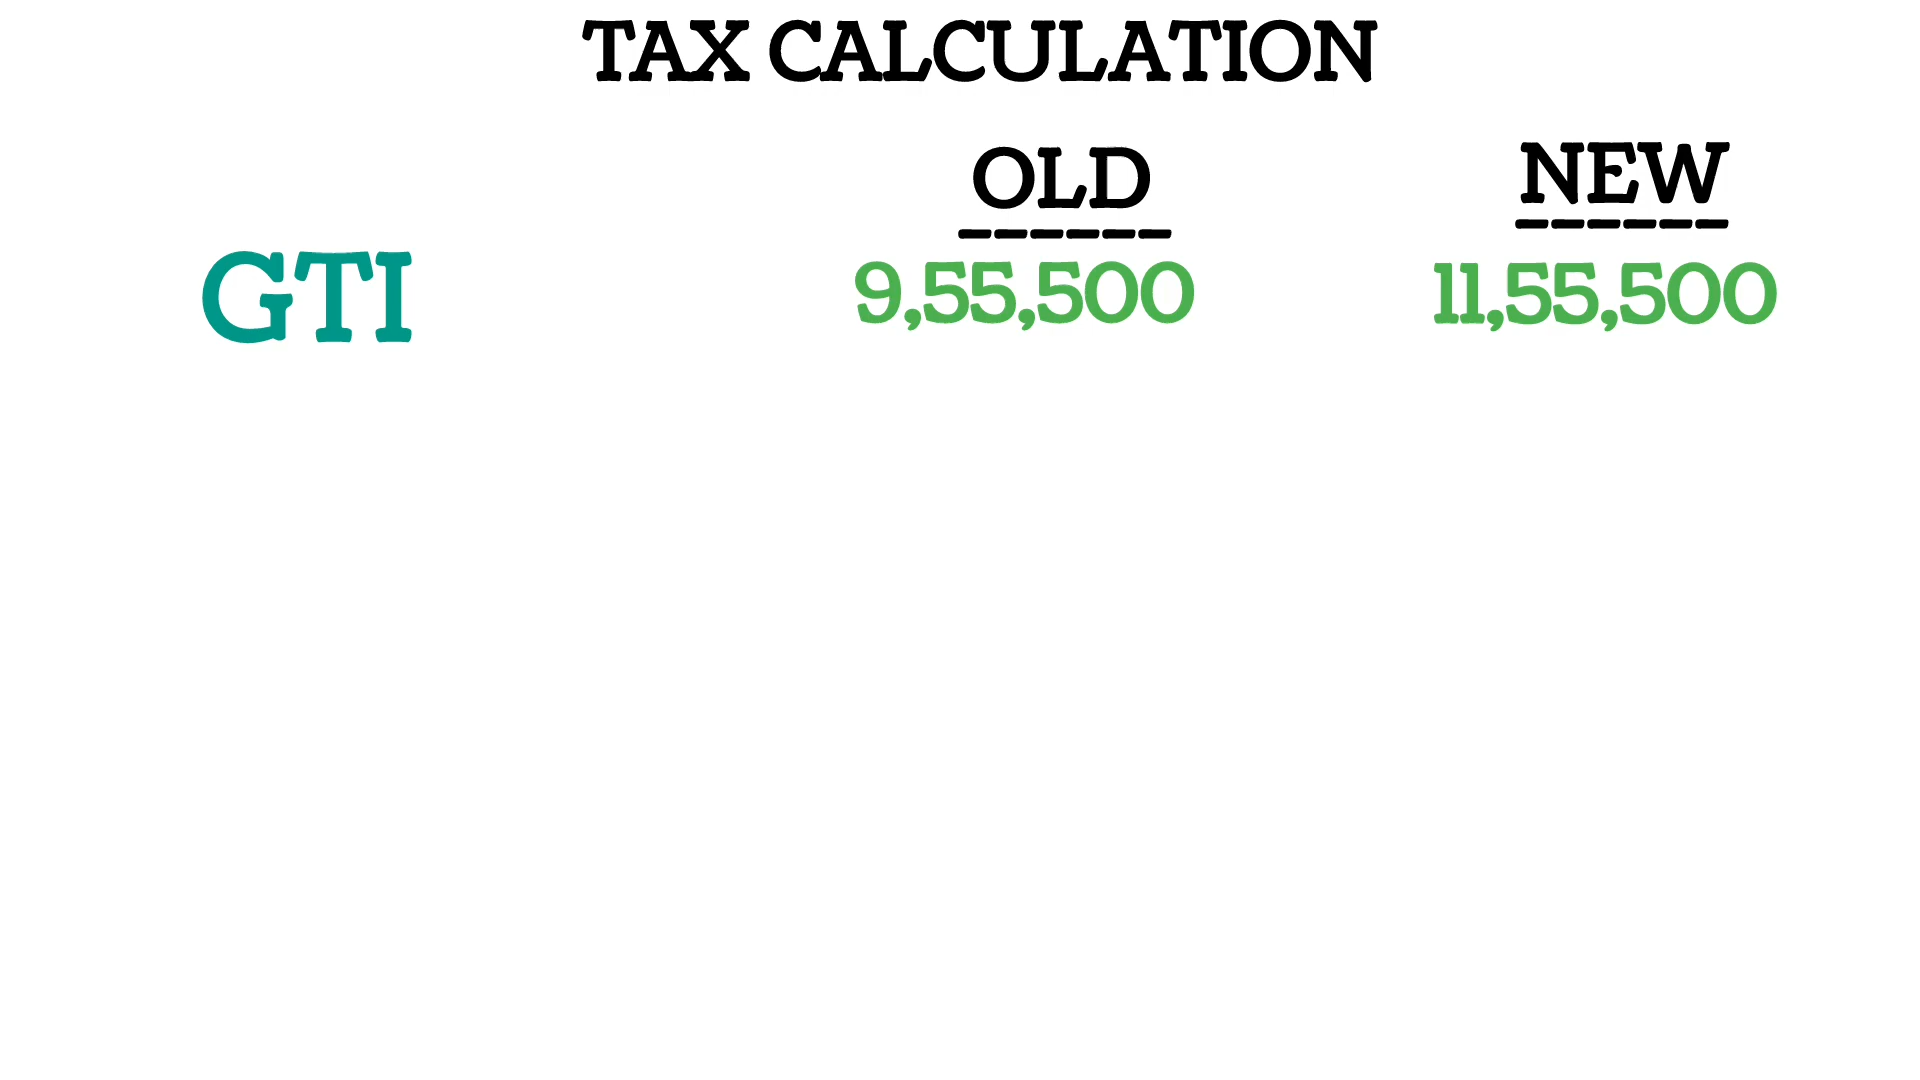 TAX CALCULATION
OLD NEW
------ ------
GTI 9,55,500 11,55,500